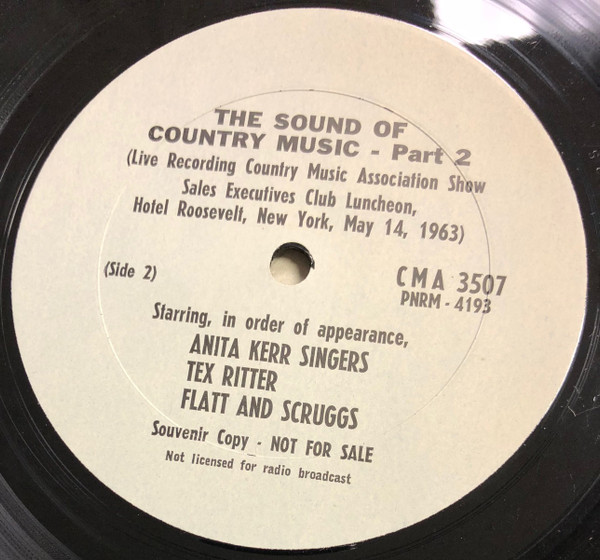 THE SOUND OF
COUNTRY MUSIC - Part 2
(Live Recording Country Music Association Show
Sales Executives Club Luncheon,
Hotel Roosevelt, New York, May 14, 1963)
(Side 2)
CMA 3507
PNRM - 4193
Starring, in order of appearance,
ANITA KERR SINGERS
TEX RITTER
FLATT AND SCRUGGS
Souvenir Copy - NOT FOR SALE
Not licensed for radio broadcast